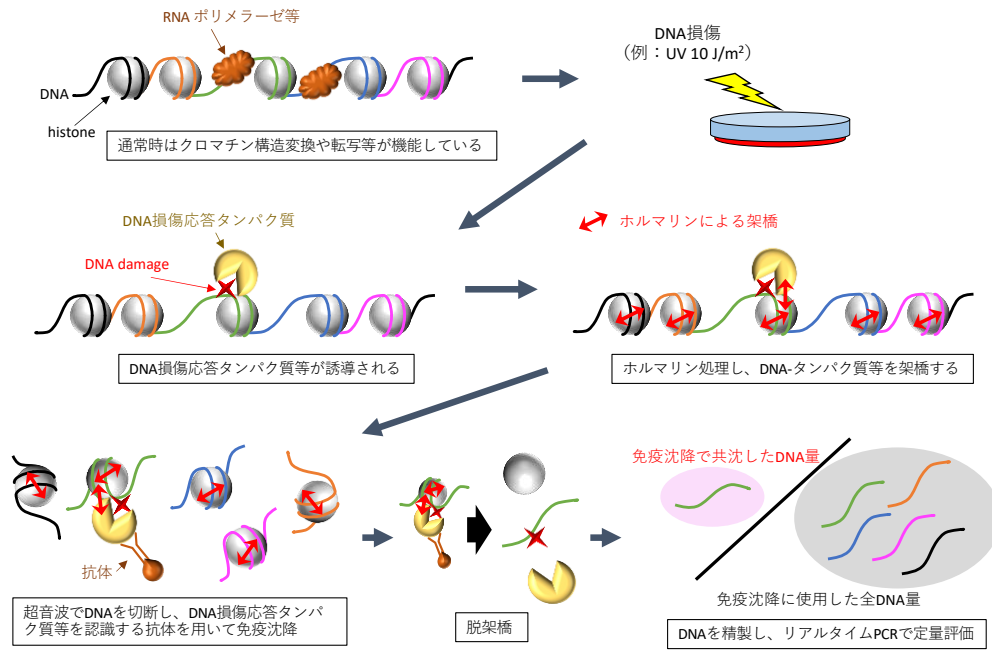 RNA ポリメラーゼ等
DNA
histone
通常時はクロマチン構造変換や転写等が機能している
DNA損傷
（例：UV 10 J/m²）
DNA損傷応答タンパク質
DNA damage
DNA損傷応答タンパク質等が誘導される
ホルマリンによる架橋
ホルマリン処理し、DNA-タンパク質等を架橋する
抗体
超音波でDNAを切断し、DNA損傷応答タンパ
ク質等を認識する抗体を用いて免疫沈降
脱架橋
免疫沈降で共沈したDNA量
免疫沈降に使用した全DNA量
DNAを精製し、リアルタイムPCRで定量評価